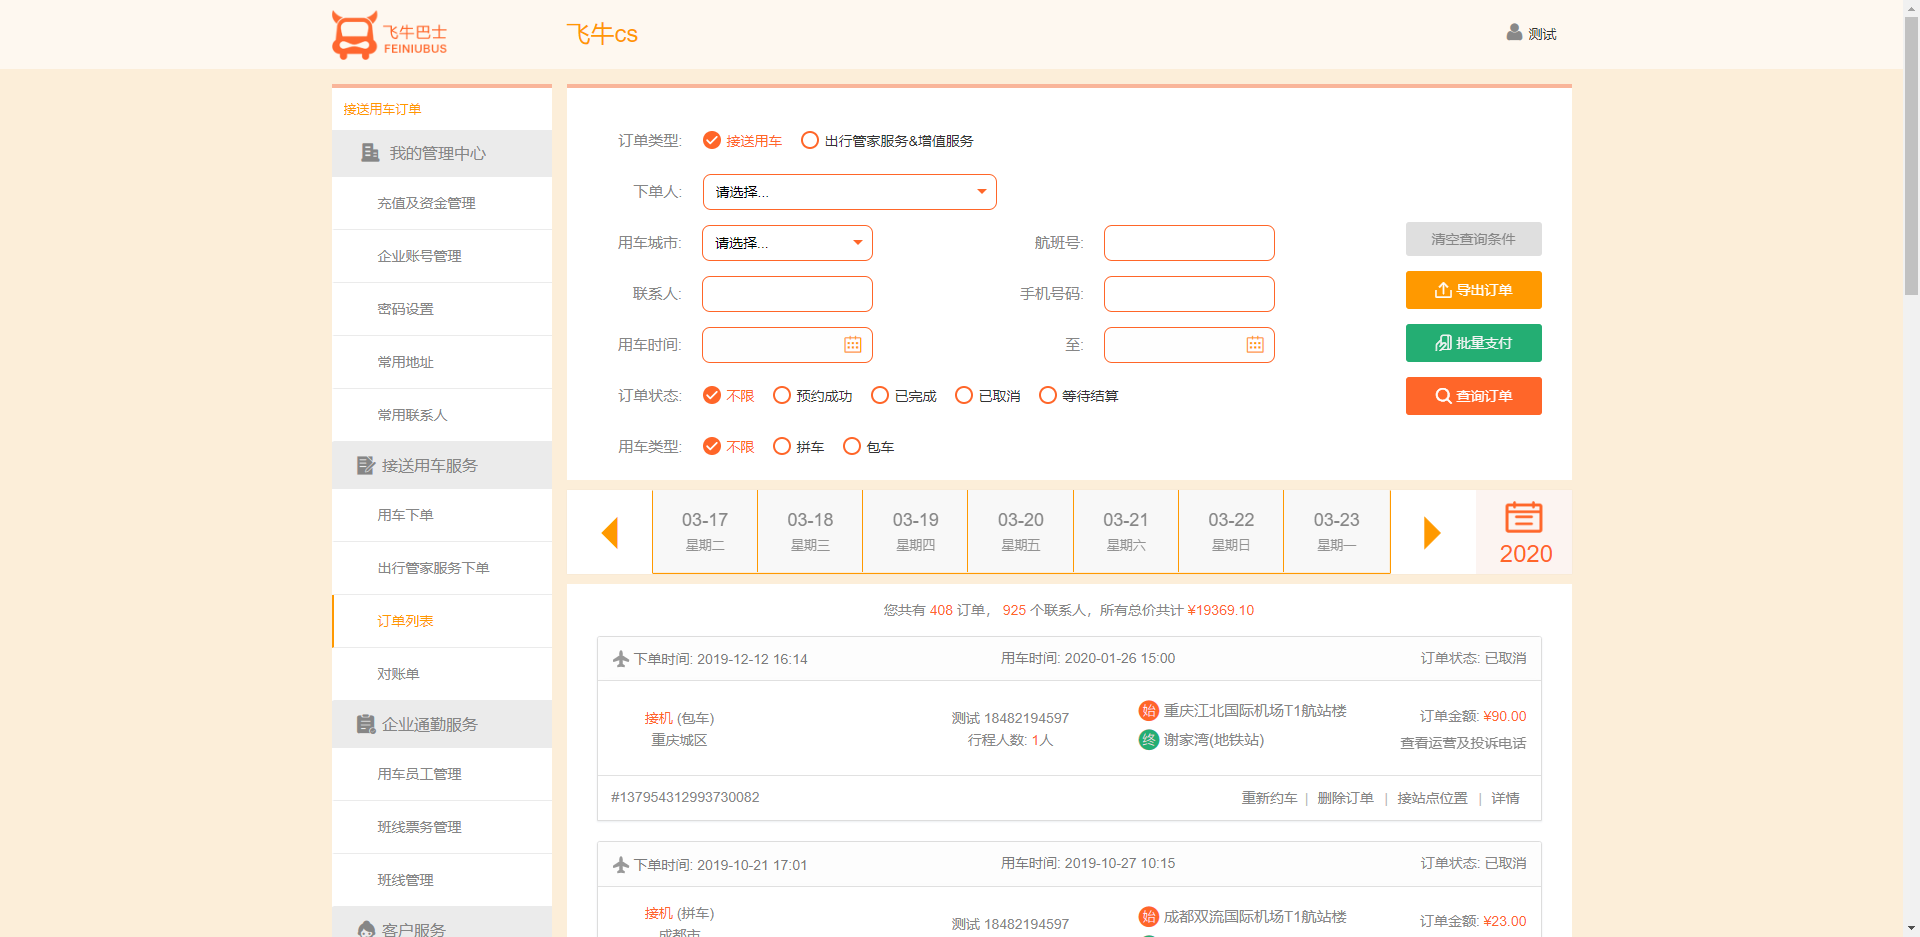 飞牛巴士
FEINIUBUS
飞牛cs
测试
接送用车订单
我的管理中心
充值及资金管理
企业账号管理
密码设置
常用地址
常用联系人
接送用车服务
用车下单
出行管家服务下单
订单列表
对账单
企业通勤服务
用车员工管理
班线票务管理
班线管理
客户服务
订单类型: 接送用车 出行管家服务&增值服务
下单人: 请选择...
用车城市: 请选择... 航班号:
联系人: 手机号码:
用车时间: 至:
订单状态: 不限 预约成功 已完成 已取消 等待结算
用车类型: 不限 拼车 包车
清空查询条件
导出订单
批量支付
查询订单
03-17 03-18 03-19 03-20 03-21 03-22 03-23
星期二 星期三 星期四 星期五 星期六 星期日 星期一
2020
您共有 408 订单， 925 个联系人，所有总价共计 ¥19369.10
下单时间: 2019-12-12 16:14 用车时间: 2020-01-26 15:00 订单状态: 已取消
接机 (包车)
重庆城区
测试 18482194597
行程人数: 1人
始 重庆江北国际机场T1航站楼
终 谢家湾(地铁站)
订单金额: ¥90.00
查看运营及投诉电话
#137954312993730082 重新约车 | 删除订单 | 接站点位置 | 详情
下单时间: 2019-10-21 17:01 用车时间: 2019-10-27 10:15 订单状态: 已取消
接机 (拼车)
成都市
测试 18482194597
始 成都双流国际机场T1航站楼
订单金额: ¥23.00